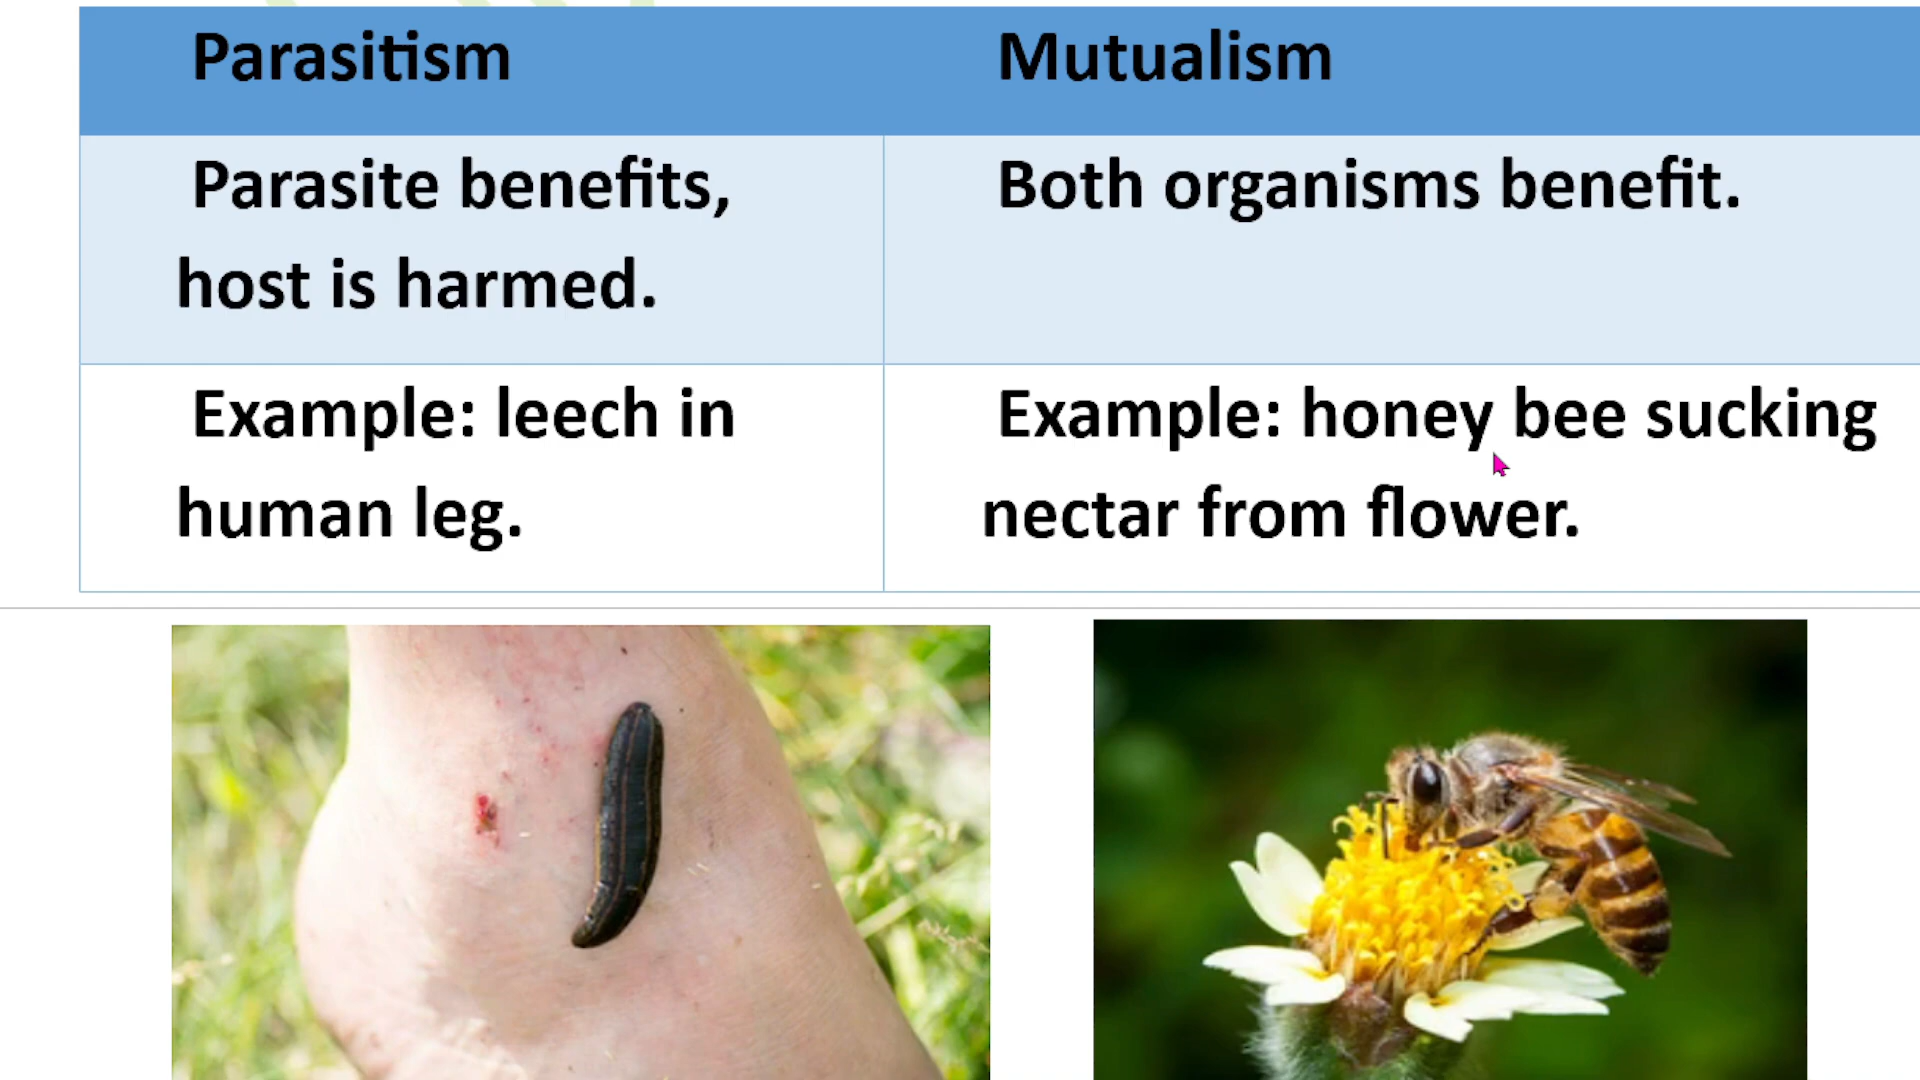 Parasitism
Mutualism
Parasite benefits,
host is harmed.
Both organisms benefit.
Example: leech in
human leg.
Example: honey bee sucking
nectar from flower.